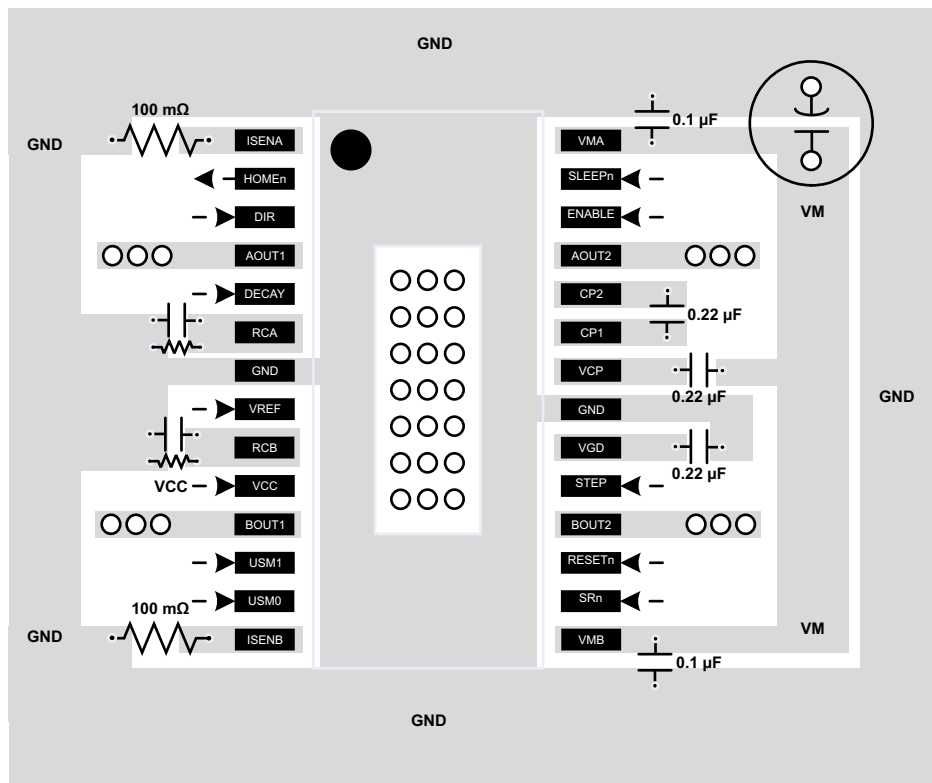 GND
100 mΩ
0.1 µF
GND
ISENA
VMA
HOMEn
SLEEPn
DIR
ENABLE
VM
AOUT1
AOUT2
DECAY
CP2
0.22 µF
RCA
CP1
GND
VCP
0.22 µF
GND
VREF
GND
RCB
VGD
0.22 µF
VCC
VCC
STEP
BOUT1
BOUT2
USM1
RESETn
USM0
SRn
100 mΩ
GND
ISENB
VMB
VM
0.1 µF
GND